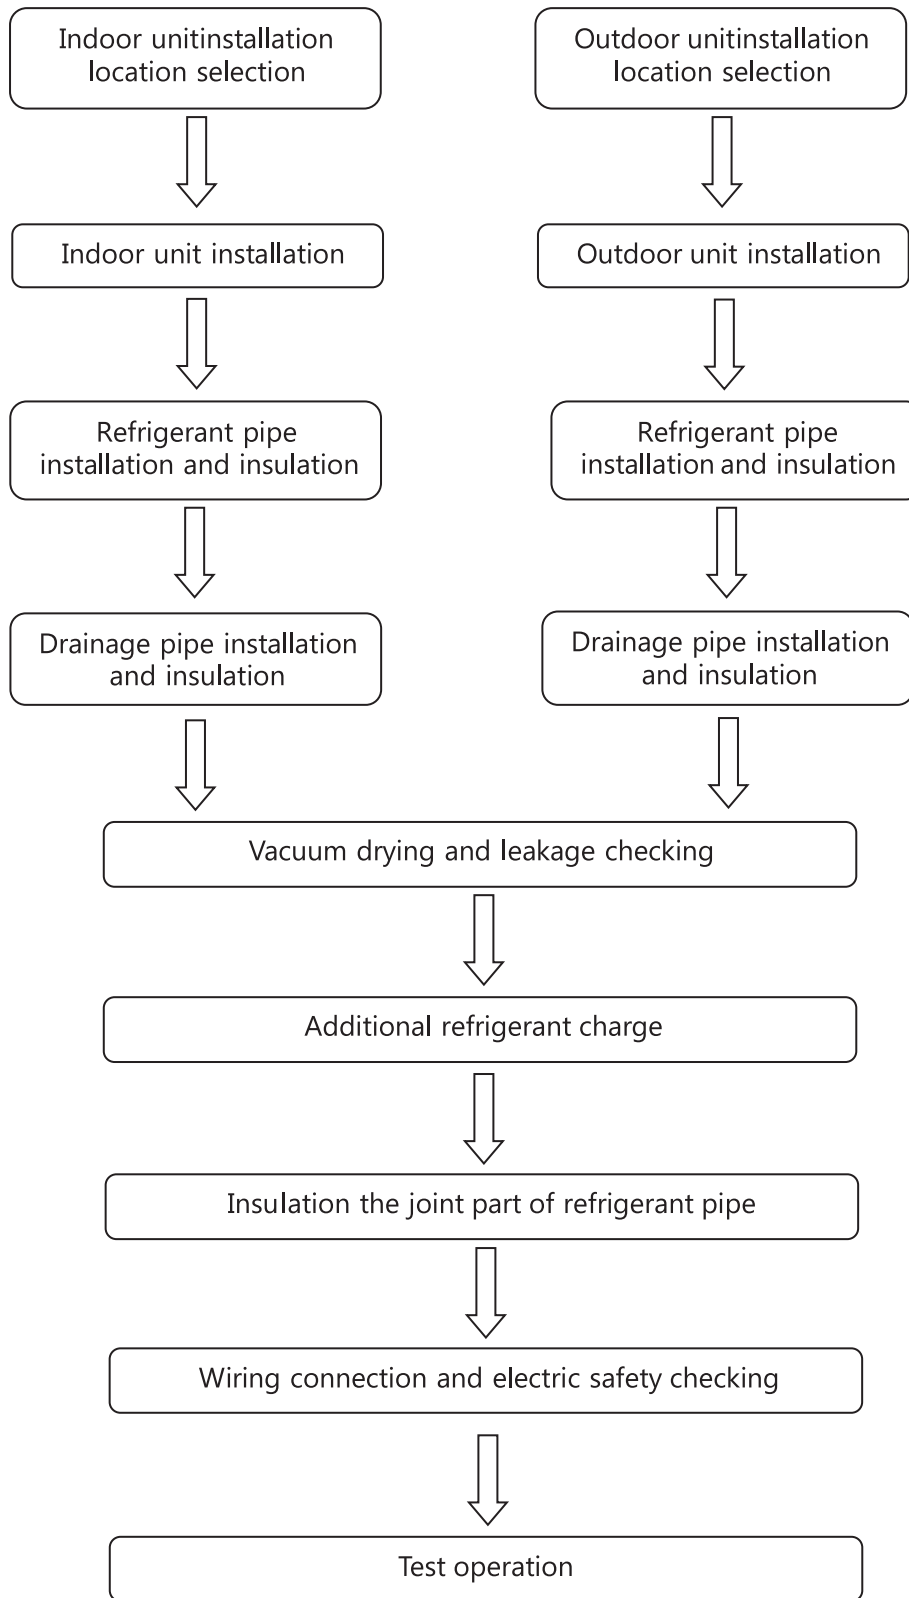 Indoor unitinstallation
location selection
Outdoor unitinstallation
location selection
Indoor unit installation
Outdoor unit installation
Refrigerant pipe
installation and insulation
Refrigerant pipe
installation and insulation
Drainage pipe installation
and insulation
Drainage pipe installation
and insulation
Vacuum drying and leakage checking
Additional refrigerant charge
Insulation the joint part of refrigerant pipe
Wiring connection and electric safety checking
Test operation